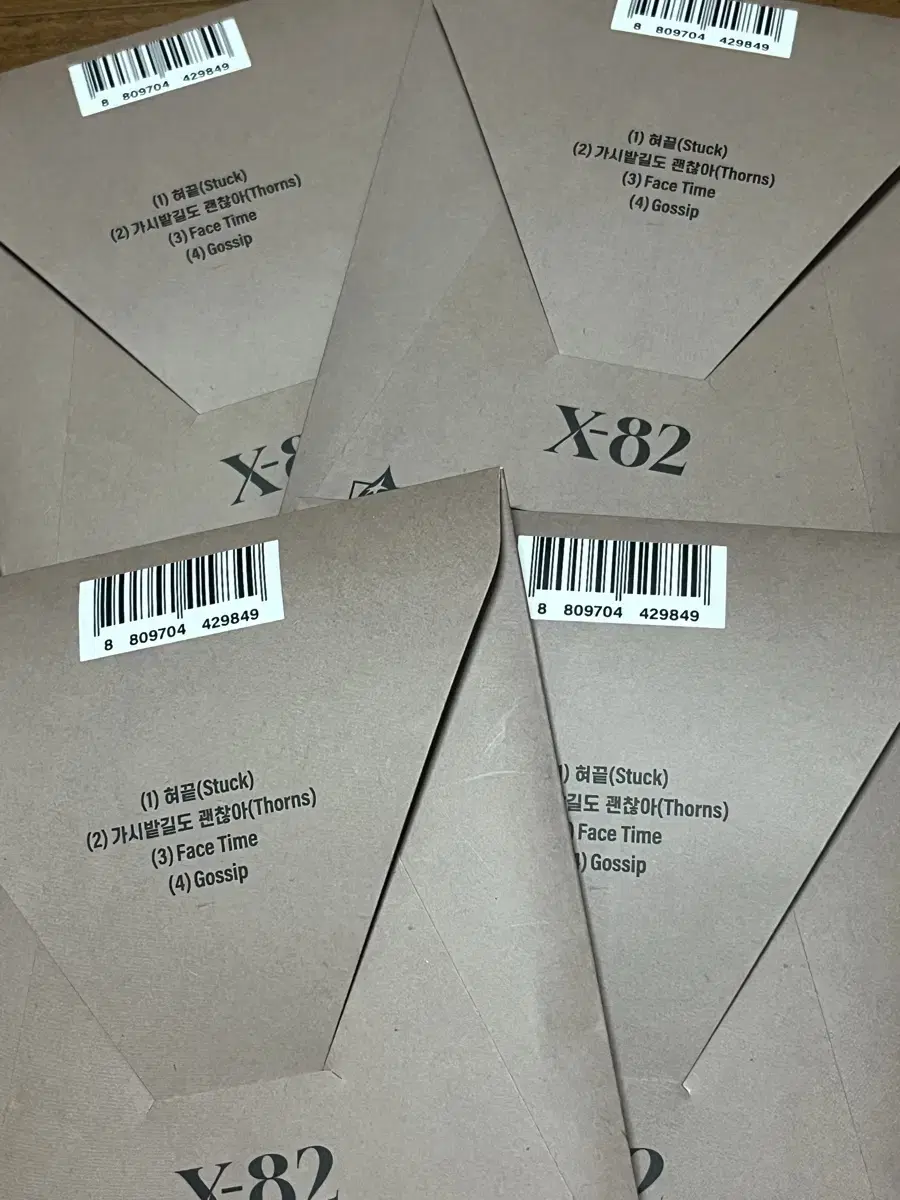 8 809704 429849
(1) 혀끝(Stuck)
(2) 가시밭길도 괜찮아(Thorns)
(3) Face Time
(4) Gossip
X-8
8 809704 429849
(1) 혀끝(Stuck)
(2) 가시밭길도 괜찮아(Thorns)
(3) Face Time
(4) Gossip
X-82
8 809704 429849
(1) 혀끝(Stuck)
(2) 가시밭길도 괜찮아(Thorns)
(3) Face Time
(4) Gossip
X-82
8 809704 429849
) 혀끝(Stuck)
길도 괜찮아(Thorns)
) Face Time
) Gossip
2